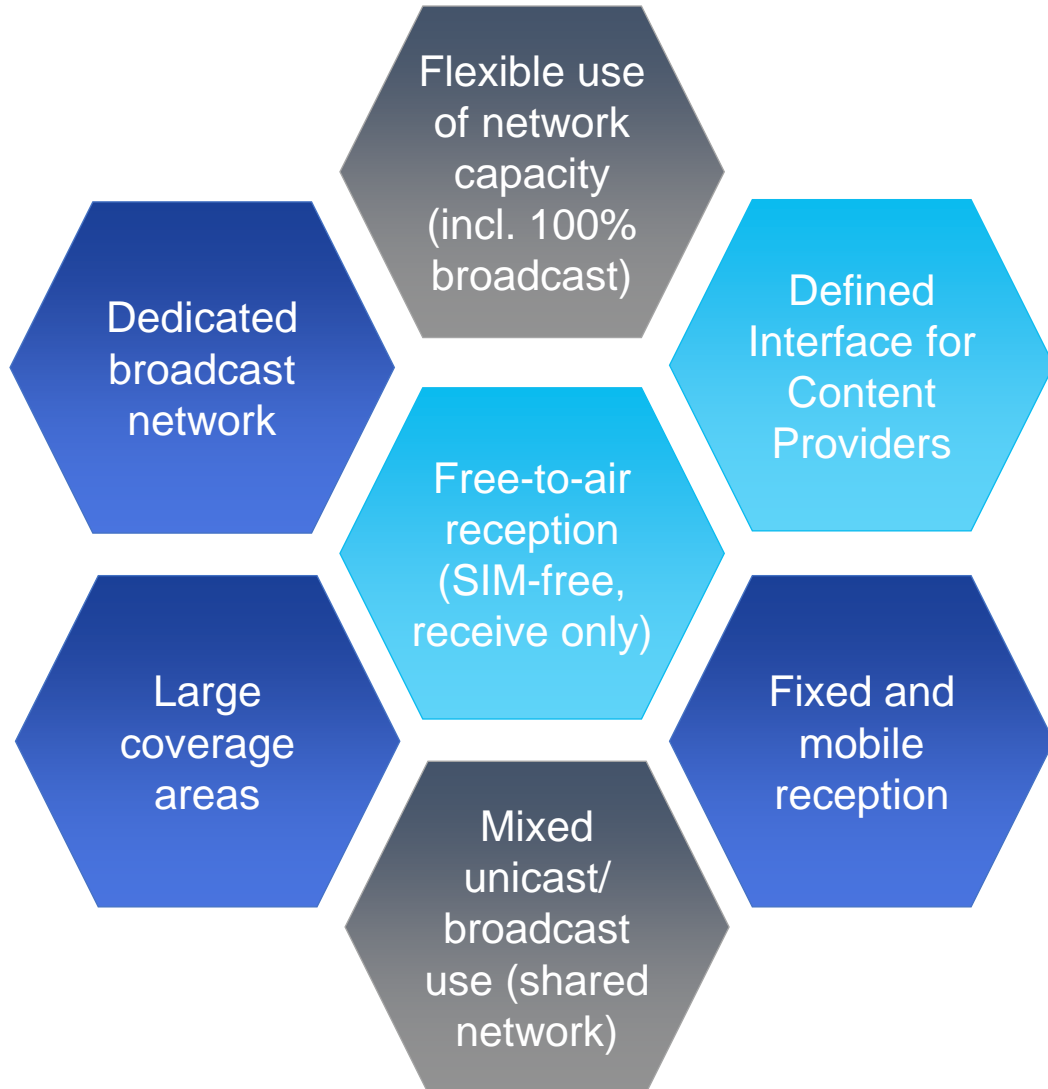 Flexible use
of network
capacity
(incl. 100%
broadcast)
Dedicated
broadcast
network
Defined
Interface for
Content
Providers
Free-to-air
reception
(SIM-free,
receive only)
Large
coverage
areas
Fixed and
mobile
reception
Mixed
unicast/
broadcast
use (shared
network)